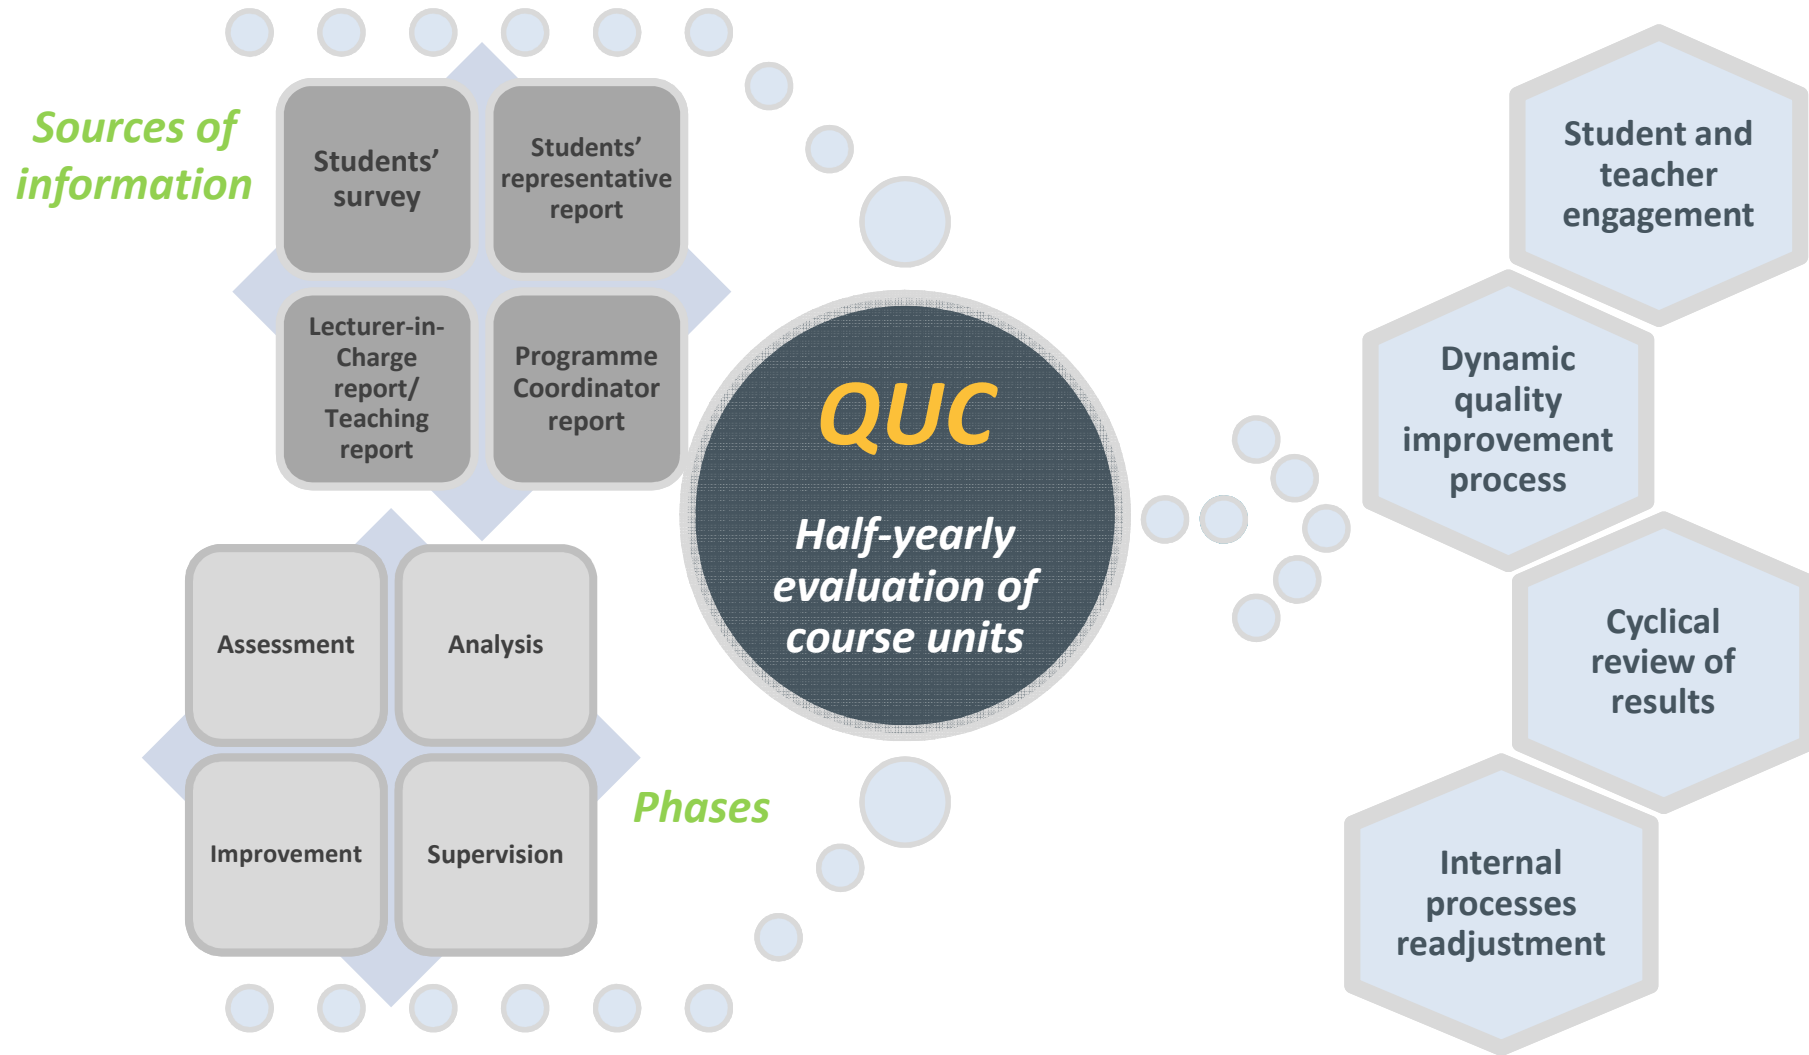 Sources of
information
Students’
survey
Students’
representative
report
Lecturer-in-
Charge
report/
Teaching
report
Programme
Coordinator
report
Assessment
Analysis
Improvement
Supervision
Phases
QUC
Half-yearly
evaluation of
course units
Student and
teacher
engagement
Dynamic
quality
improvement
process
Cyclical
review of
results
Internal
processes
readjustment